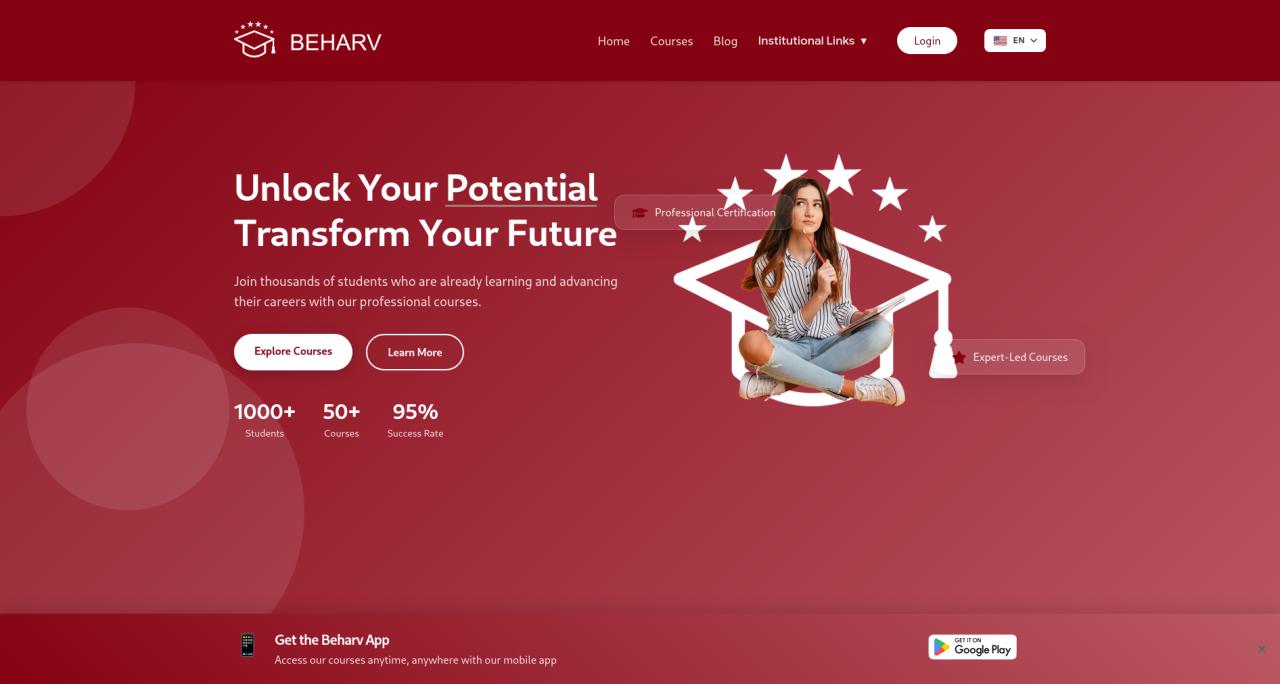 BEHARV
Home
Courses
Blog
Institutional Links ▼
Login
EN
Unlock Your Potential
Transform Your Future
Join thousands of students who are already learning and advancing
their careers with our professional courses.
Explore Courses
Learn More
1000+
Students
50+
Courses
95%
Success Rate
Professional Certification
Expert-Led Courses
Get the Beharv App
Access our courses anytime, anywhere with our mobile app
GET IT ON
Google Play
×